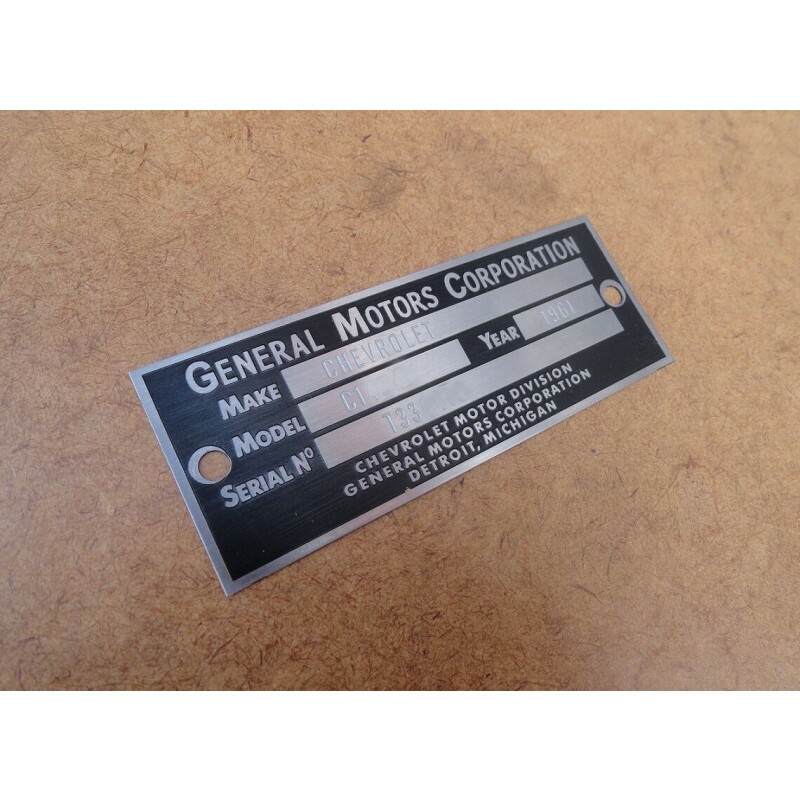 GENERAL MOTORS CORPORATION
MAKE CHEVROLET
MODEL C1 YEAR 1961
SERIAL Nº T33
CHEVROLET MOTOR DIVISION
GENERAL MOTORS CORPORATION
DETROIT, MICHIGAN